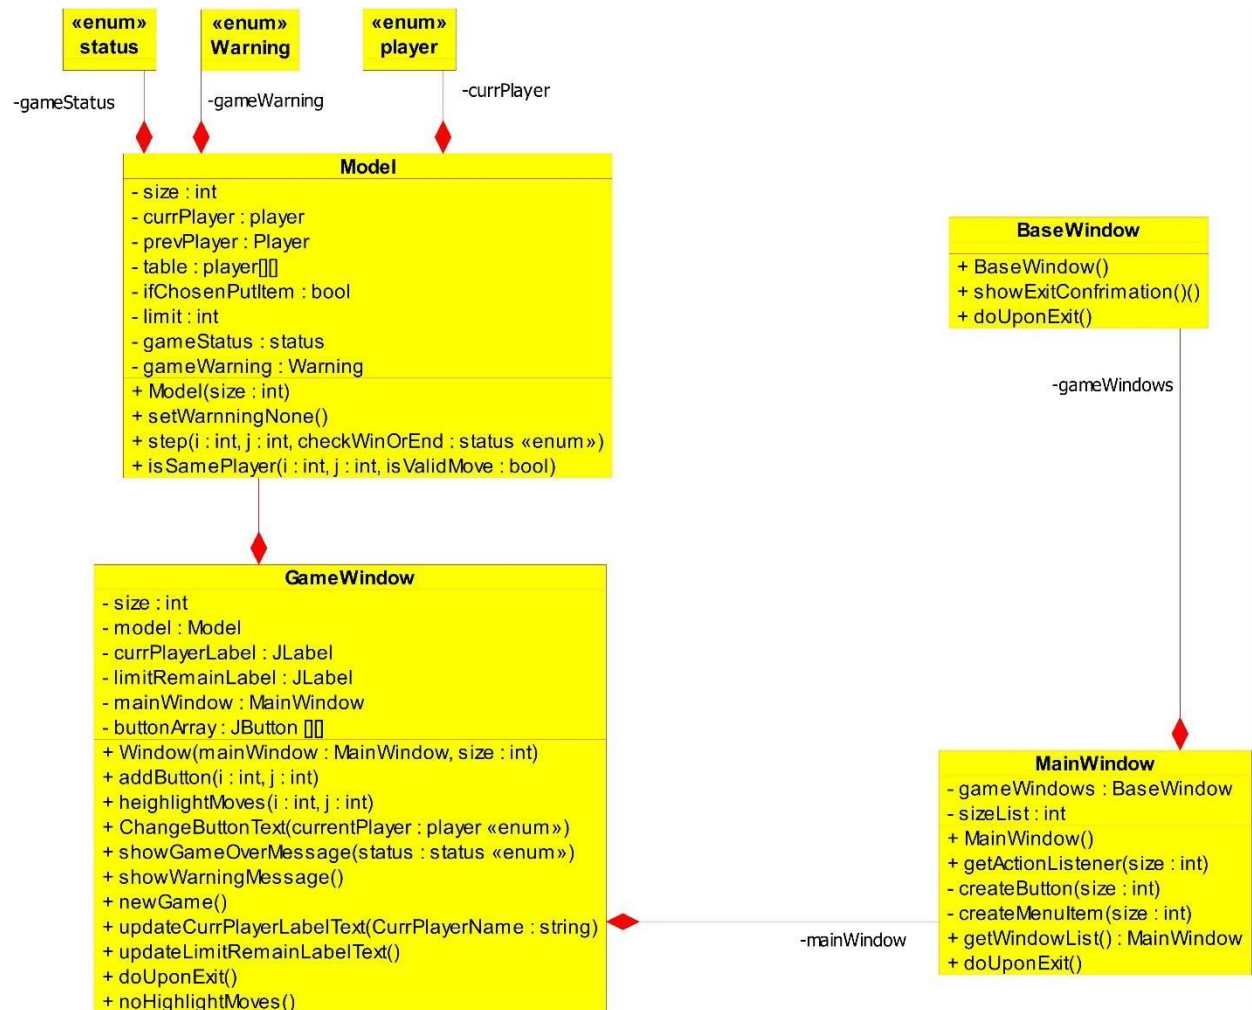 «enum»
status
«enum»
Warning
«enum»
player
-gameStatus
-gameWarning
-currPlayer
Model
- size : int
- currPlayer : player
- prevPlayer : Player
- table : player[][]
- ifChosenPutItem : bool
- limit : int
- gameStatus : status
- gameWarning : Warning
+ Model(size : int)
+ setWarnningNone()
+ step(i : int, j : int, checkWinOrEnd : status «enum»)
+ isSamePlayer(i : int, j : int, isValidMove : bool)
BaseWindow
+ BaseWindow()
+ showExitConfrimation()()
+ doUponExit()
-gameWindows
GameWindow
- size : int
- model : Model
- currPlayerLabel : JLabel
- limitRemainLabel : JLabel
- mainWindow : MainWindow
- buttonArray : JButton [][]
+ Window(mainWindow : MainWindow, size : int)
+ addButton(i : int, j : int)
+ heighlightMoves(i : int, j : int)
+ ChangeButtonText(currentPlayer : player «enum»)
+ showGameOverMessage(status : status «enum»)
+ showWarningMessage()
+ newGame()
+ updateCurrPlayerLabelText(CurrPlayerName : string)
+ updateLimitRemainLabelText()
+ doUponExit()
+ noHighlightMoves()
-mainWindow
MainWindow
- gameWindows : BaseWindow
- sizeList : int
+ MainWindow()
+ getActionListener(size : int)
- createButton(size : int)
- createMenuItem(size : int)
+ getWindowList() : MainWindow
+ doUponExit()